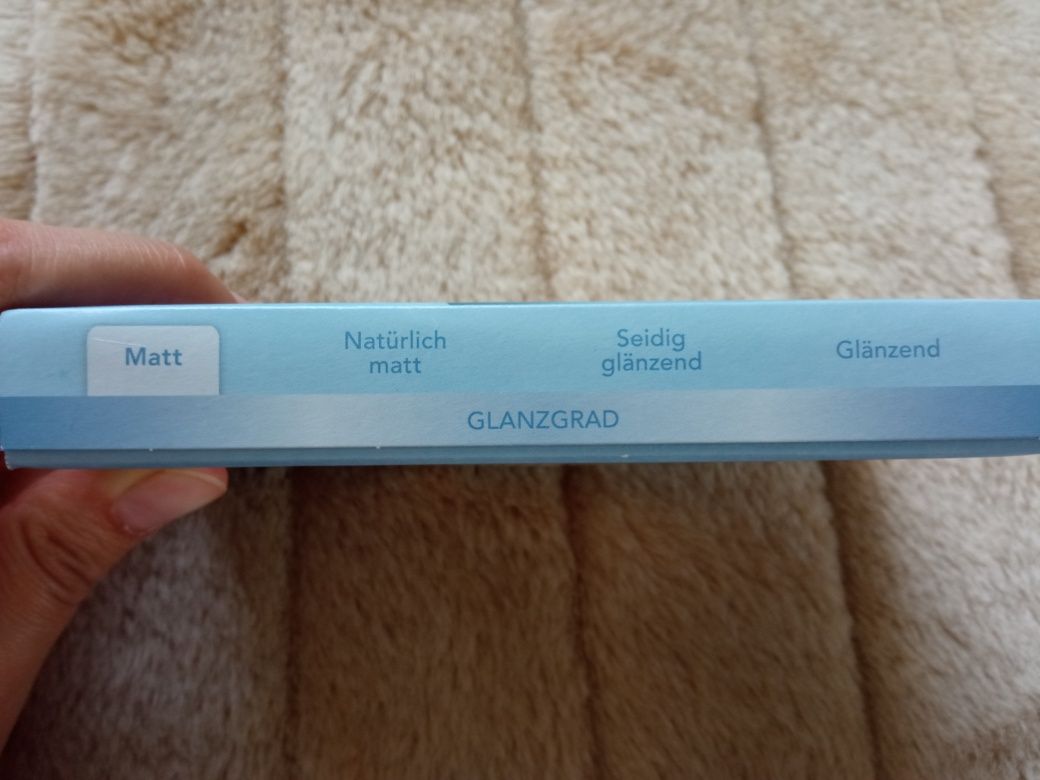 Matt
Natürlich
matt
Seidig
glänzend
Glänzend
GLANZGRAD